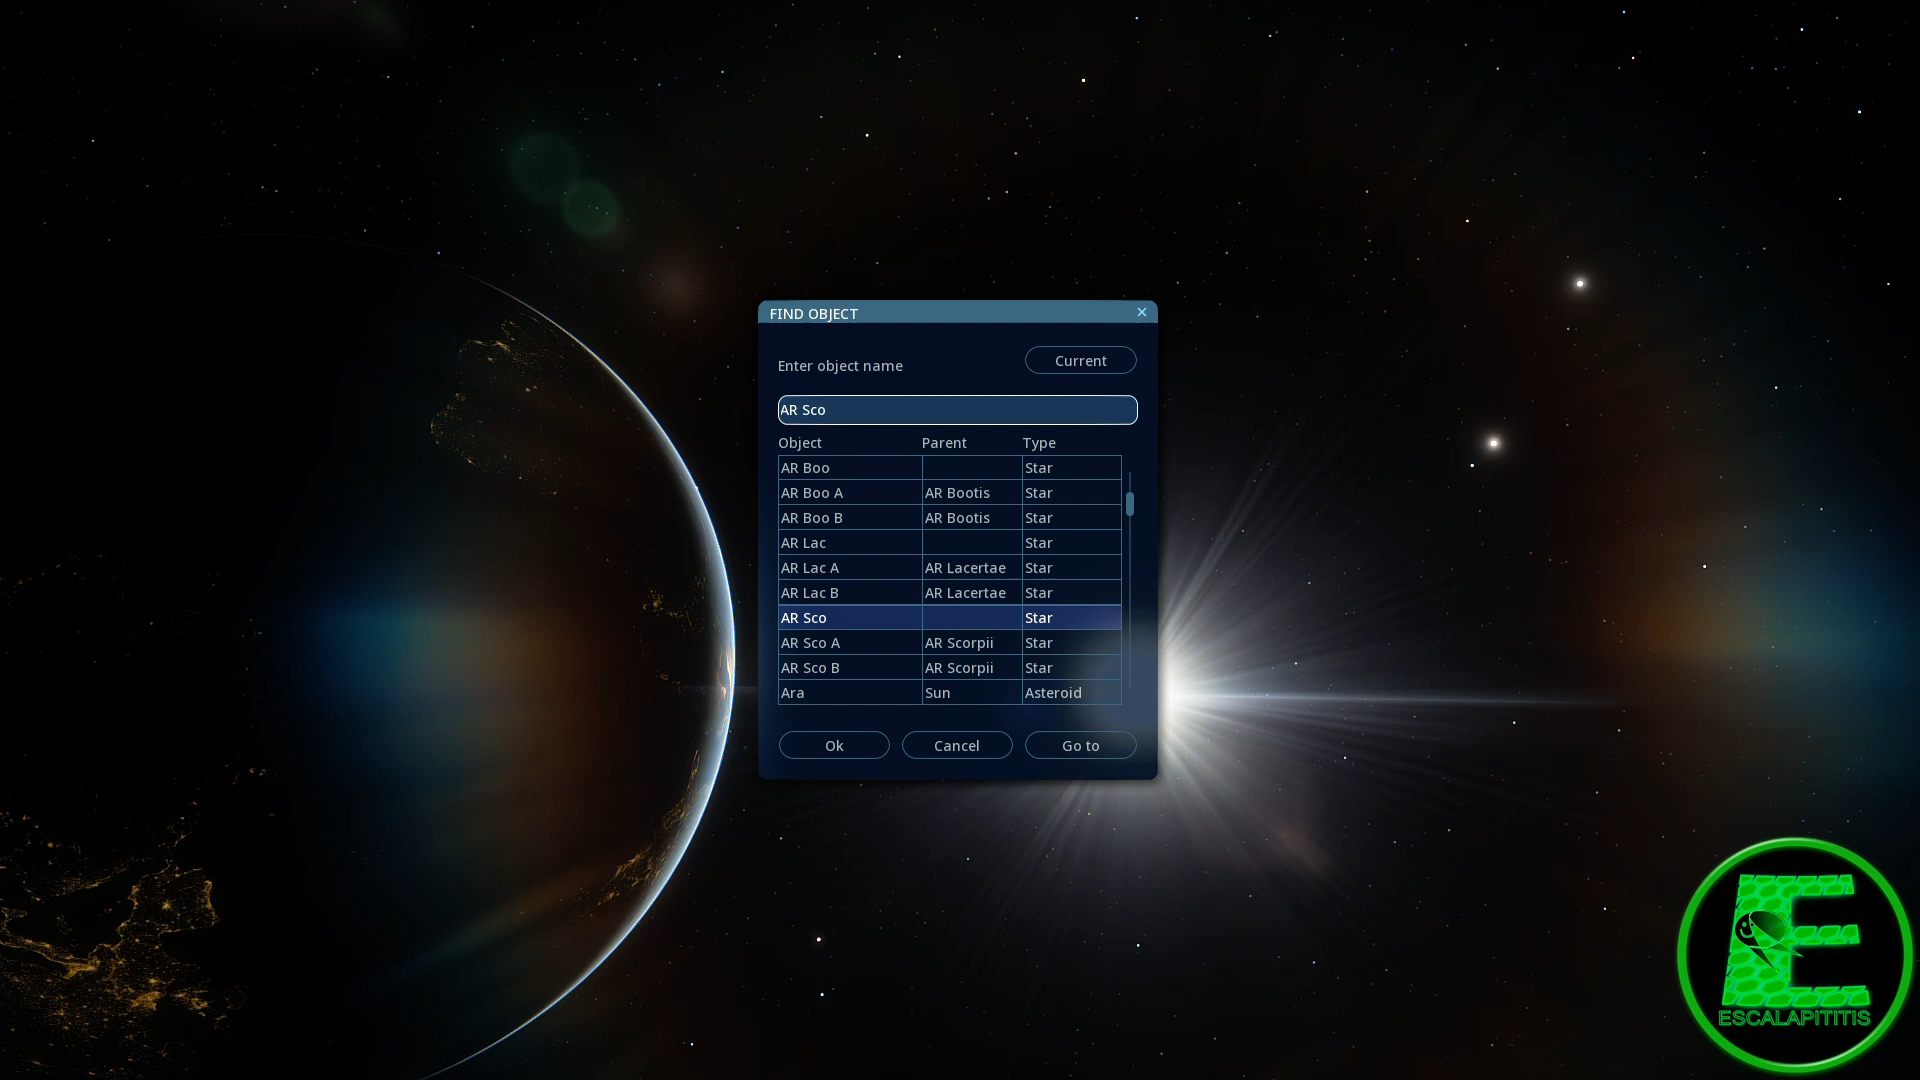 FIND OBJECT
Enter object name
Current
AR Sco
Object Parent Type
AR Boo Star
AR Boo A AR Bootis Star
AR Boo B AR Bootis Star
AR Lac Star
AR Lac A AR Lacertae Star
AR Lac B AR Lacertae Star
AR Sco Star
AR Sco A AR Scorpii Star
AR Sco B AR Scorpii Star
Ara Sun Asteroid
Ok Cancel Go to
E
ESCALAPITITIS